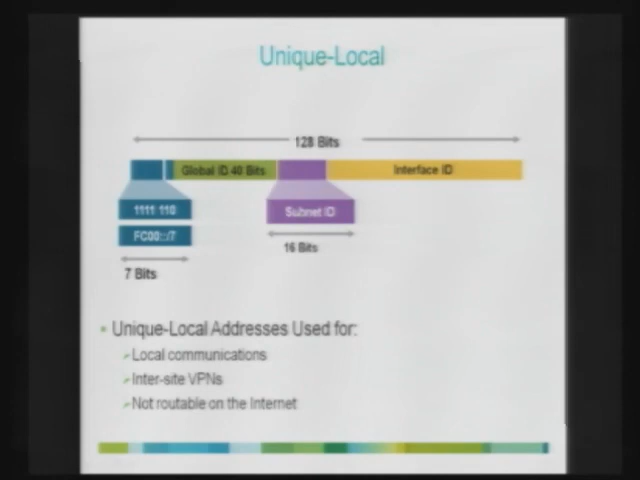 Unique-Local
128 Bits
Global ID 40 Bits
Interface ID
1111 110
Subnet ID
FC00::/7
16 Bits
7 Bits
Unique-Local Addresses Used for:
Local communications
Inter-site VPNs
Not routable on the Internet